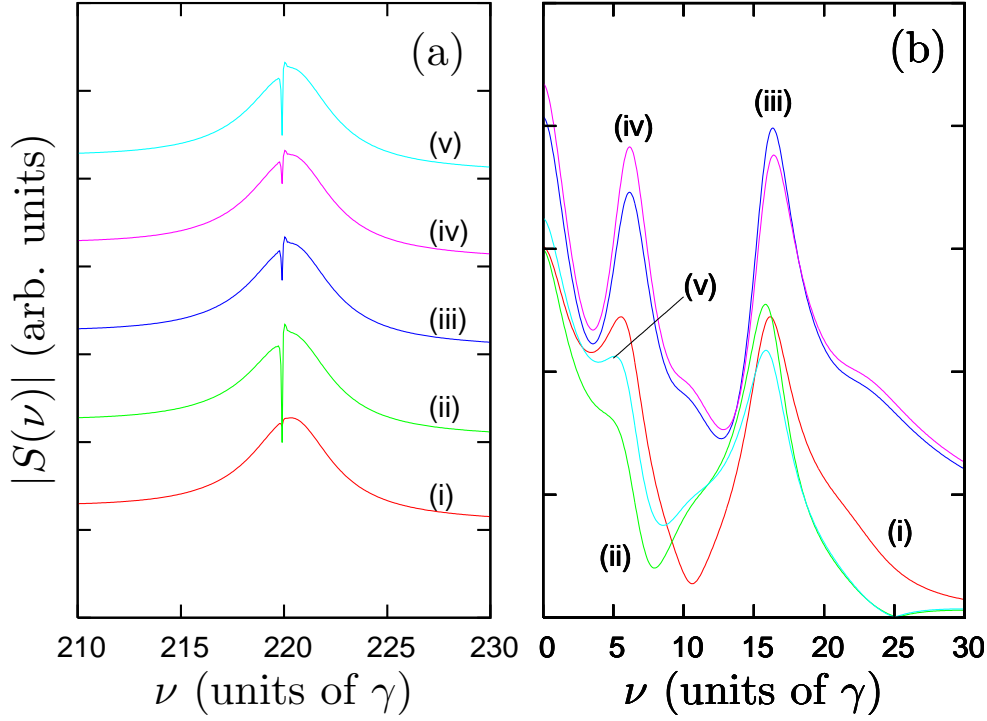 |S(ν)| (arb. units)
(a)
(v)
(iv)
(iii)
(ii)
(i)
210 215 220 225 230
ν (units of γ)
(b)
(iii)
(iv)
(v)
(i)
(ii)
0 5 10 15 20 25 30
ν (units of γ)